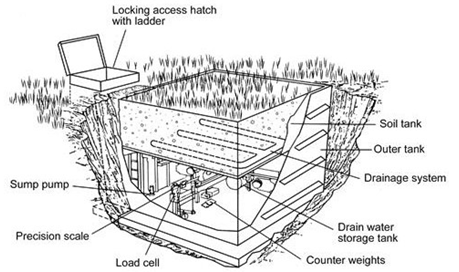 Locking access hatch
with ladder
Soil tank
Outer tank
Drainage system
Sump pump
Drain water
storage tank
Precision scale
Load cell
Counter weights